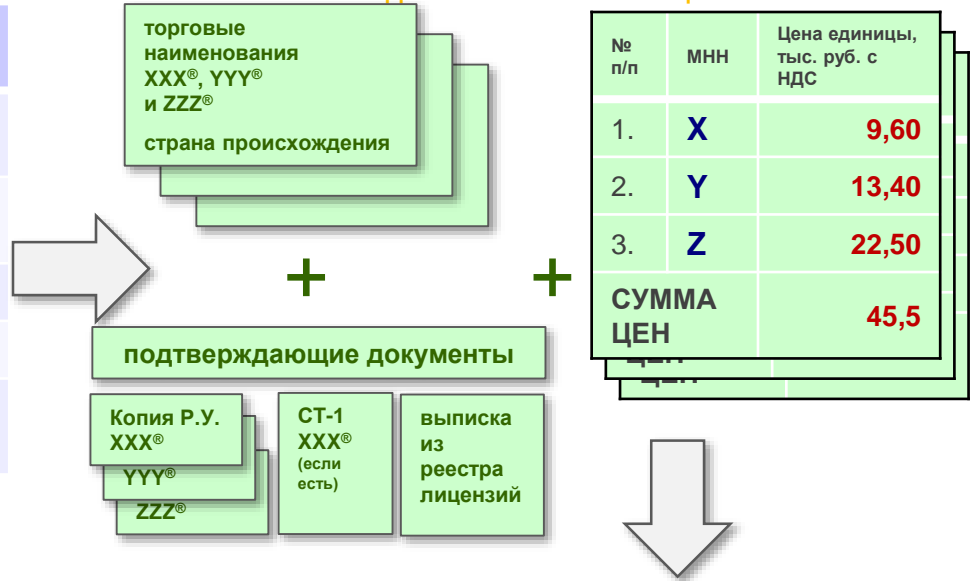 торговые
наименования
XXX®, YYY®
и ZZZ®
страна происхождения
№
п/п
МНН
Цена единицы,
тыс. руб. с
НДС
1. X 9,60
2. Y 13,40
3. Z 22,50
СУММА
ЦЕН
45,5
ЦЕН
ЦЕН
+
+
подтверждающие документы
Копия Р.У.
XXX®
YYY®
ZZZ®
СТ-1
XXX®
(если
есть)
выписка
из
реестра
лицензий